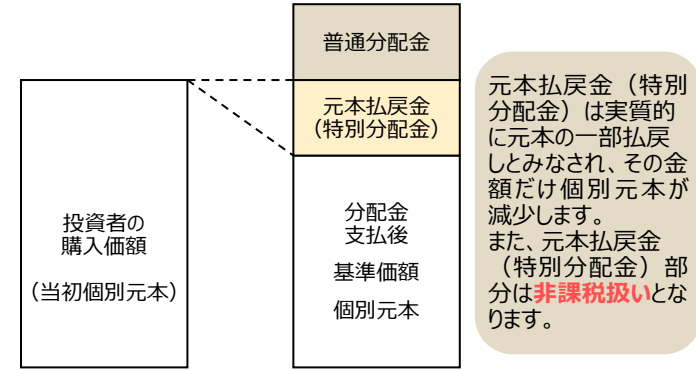 普通分配金
元本払戻金
（特別分配金）
投資者の
購入価額
（当初個別元本）
分配金
支払後
基準価額
個別元本
元本払戻金（特別
分配金）は実質的
に元本の一部払戻
しとみなされ、その金
額だけ個別元本が
減少します。
また、元本払戻金
（特別分配金）部
分は非課税扱いとな
ります。